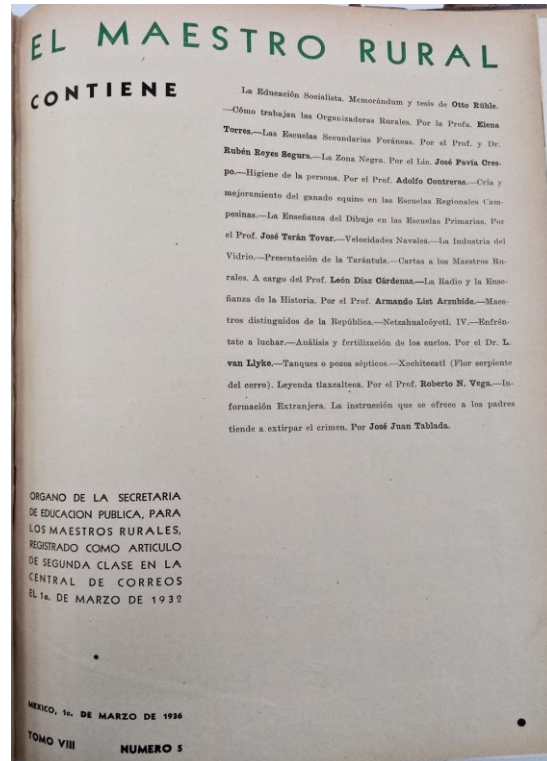 EL MAESTRO RURAL
CONTIENE
La Educación Socialista. Memorándum y tesis de Otto Rühle.
—Cómo trabajan las Organizadoras Rurales. Por la Profa. Elena
Torres.—Las Escuelas Secundarias Foráneas. Por el Prof. y Dr.
Rubén Reyes Segura.—La Zona Negra. Por el Lic. José Pavía Cres-
po.—Higiene de la persona. Por el Prof. Adolfo Contreras.—Cría y
mejoramiento del ganado equino en las Escuelas Regionales Cam-
pesinas.—La Enseñanza del Dibujo en las Escuelas Primarias. Por
el Prof. José Terán Tovar.—Velocidades Navales.—La Industria del
Vidrio.—Presentación de la Tarántula.—Cartas a los Maestros Ru-
rales. A cargo del Prof. León Díaz Cárdenas.—La Radio y la Ense-
ñanza de la Historia. Por el Prof. Armando List Arzubide.—Maes-
tros distinguidos de la República.—Netzahualcóyotl. IV.—Enfrén-
tate a luchar.—Análisis y fertilización de los suelos. Por el Dr. L.
van Llyke.—Tanques o pozos sépticos.—Xochitecatl (Flor serpiente
del cerro). Leyenda tlaxcalteca. Por el Prof. Roberto N. Vega.—In-
formación Extranjera. La instrucción que se ofrece a los padres
tiende a extirpar el crimen. Por José Juan Tablada.
ORGANO DE LA SECRETARIA
DE EDUCACION PUBLICA, PARA
LOS MAESTROS RURALES,
REGISTRADO COMO ARTICULO
DE SEGUNDA CLASE EN LA
CENTRAL DE CORREOS
EL 1o. DE MARZO DE 1932
MEXICO, 1o. DE MARZO DE 1936
TOMO VIII NUMERO 5